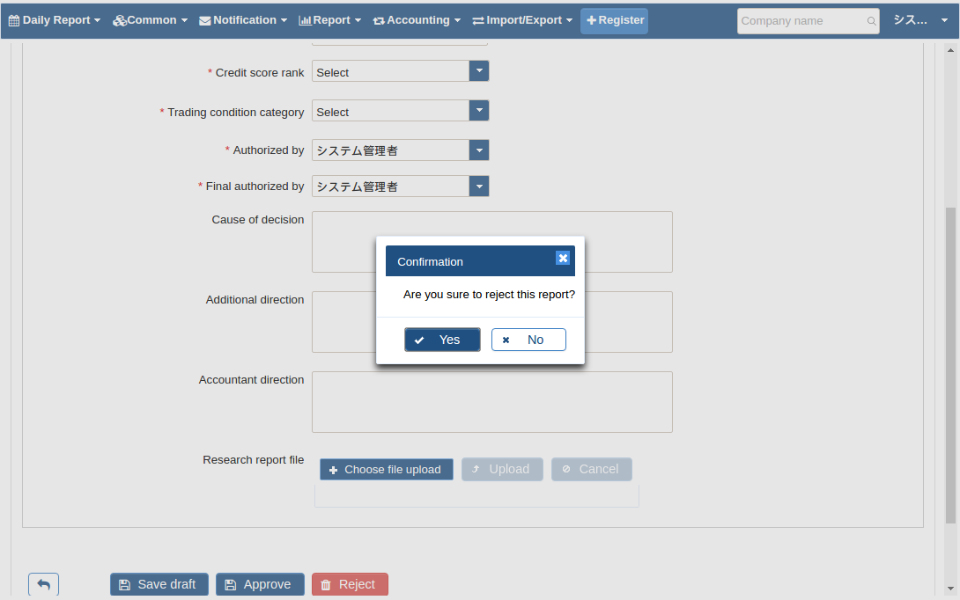 Daily Report Common Notification Report Accounting Import/Export Register Company name シス...
* Credit score rank Select
* Trading condition category Select
* Authorized by システム管理者
* Final authorized by システム管理者
Cause of decision
Confirmation
Are you sure to reject this report?
Yes No
Additional direction
Accountant direction
Research report file Choose file upload Upload Cancel
Save draft Approve Reject